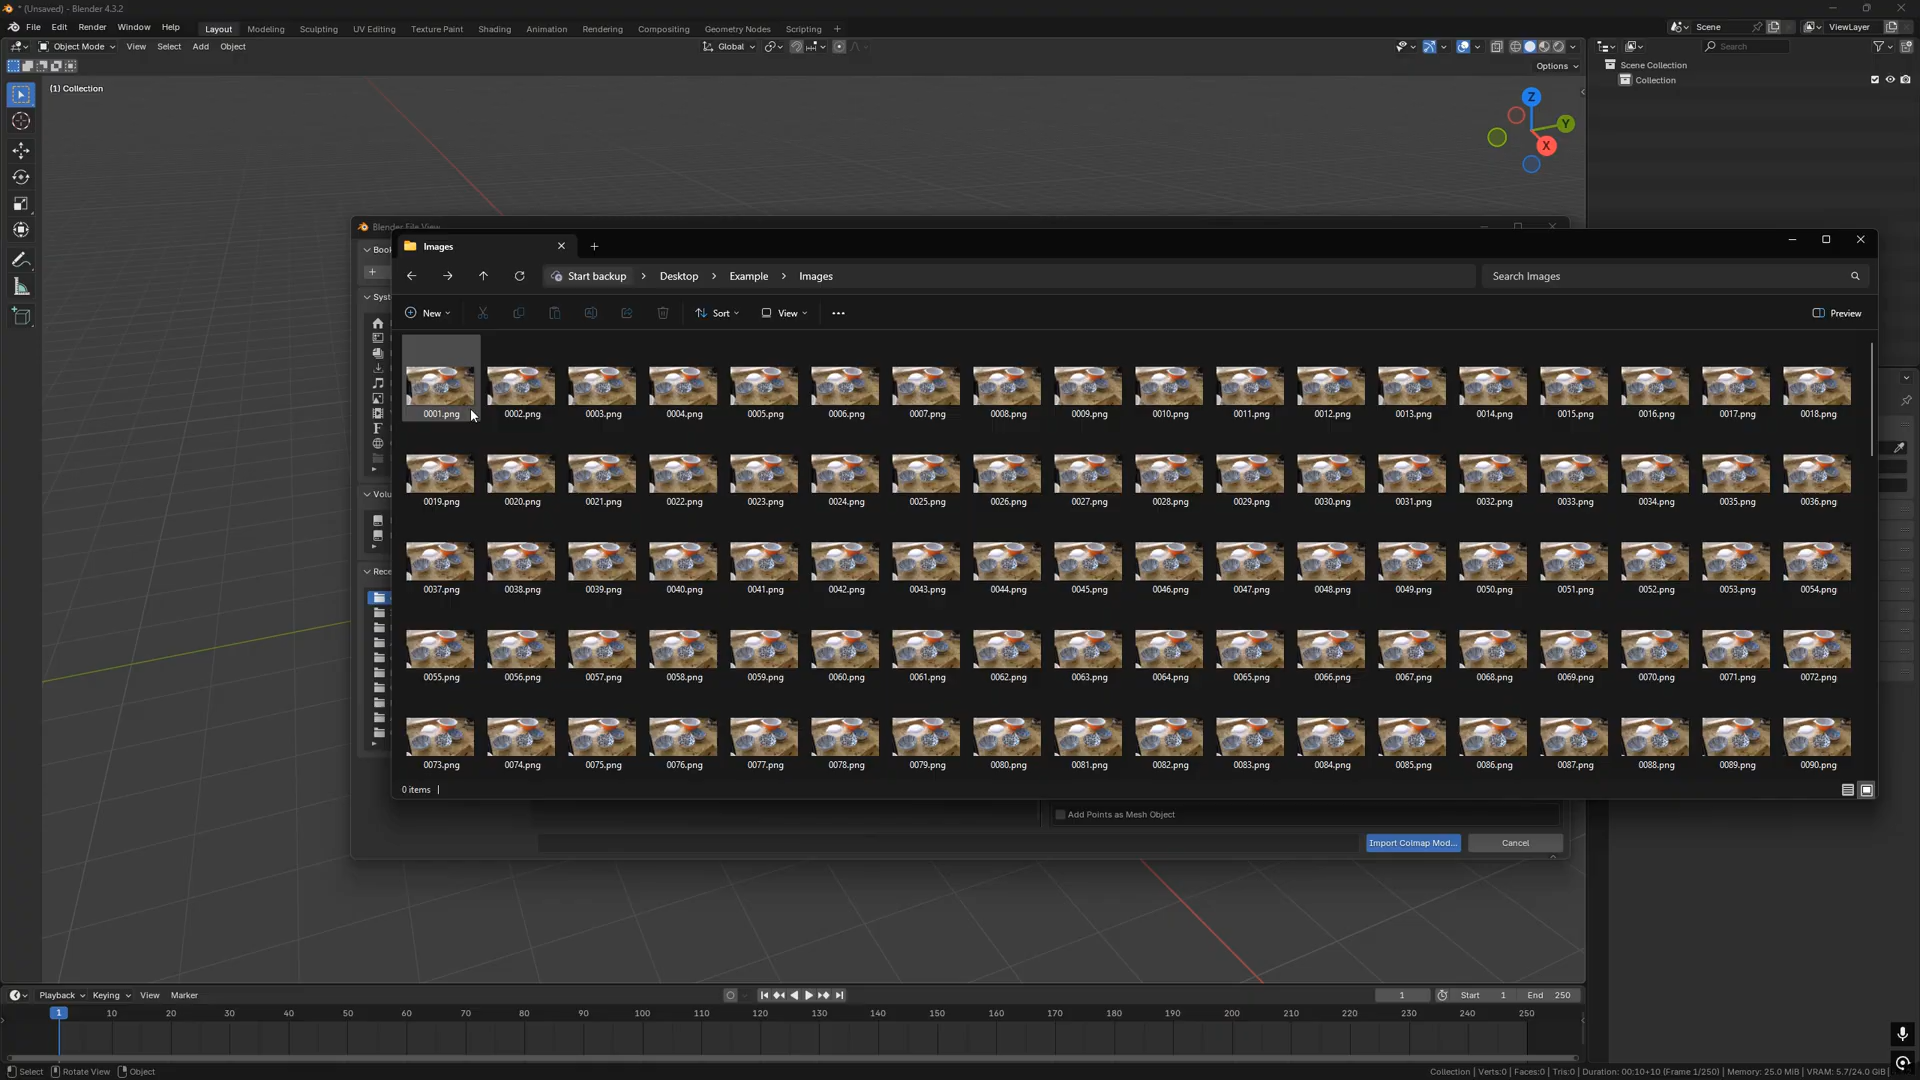 * (Unsaved) - Blender 4.3.2
File Edit Render Window Help Layout Modeling Sculpting UV Editing Texture Paint Shading Animation Rendering Compositing Geometry Nodes Scripting + Scene ViewLayer
Object Mode View Select Add Object Global Search
Options
Scene Collection
(1) Collection
Collection
Z
Y
X
Blender File View
Images
Start backup > Desktop > Example > Images Search Images
New Sort View ... Preview
0001.png 0002.png 0003.png 0004.png 0005.png 0006.png 0007.png 0008.png 0009.png 0010.png 0011.png 0012.png 0013.png 0014.png 0015.png 0016.png 0017.png 0018.png
0019.png 0020.png 0021.png 0022.png 0023.png 0024.png 0025.png 0026.png 0027.png 0028.png 0029.png 0030.png 0031.png 0032.png 0033.png 0034.png 0035.png 0036.png
0037.png 0038.png 0039.png 0040.png 0041.png 0042.png 0043.png 0044.png 0045.png 0046.png 0047.png 0048.png 0049.png 0050.png 0051.png 0052.png 0053.png 0054.png
0055.png 0056.png 0057.png 0058.png 0059.png 0060.png 0061.png 0062.png 0063.png 0064.png 0065.png 0066.png 0067.png 0068.png 0069.png 0070.png 0071.png 0072.png
0073.png 0074.png 0075.png 0076.png 0077.png 0078.png 0079.png 0080.png 0081.png 0082.png 0083.png 0084.png 0085.png 0086.png 0087.png 0088.png 0089.png 0090.png
0 items
Add Points as Mesh Object
Import Colmap Mod... Cancel
Playback Keying View Marker 1 Start 1 End 250
1 10 20 30 40 50 60 70 80 90 100 110 120 130 140 150 160 170 180 190 200 210 220 230 240 250
Select Rotate View Object Collection | Verts:0 | Faces:0 | Tris:0 | Duration: 00:10+10 (Frame 1/250) | Memory: 25.0 MiB | VRAM: 5.7/24.0 GiB